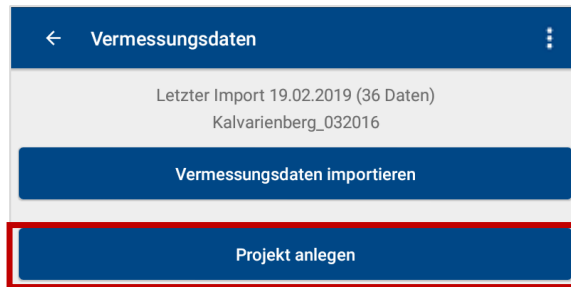 Vermessungsdaten
Letzter Import 19.02.2019 (36 Daten)
Kalvarienberg_032016
Vermessungsdaten importieren
Projekt anlegen